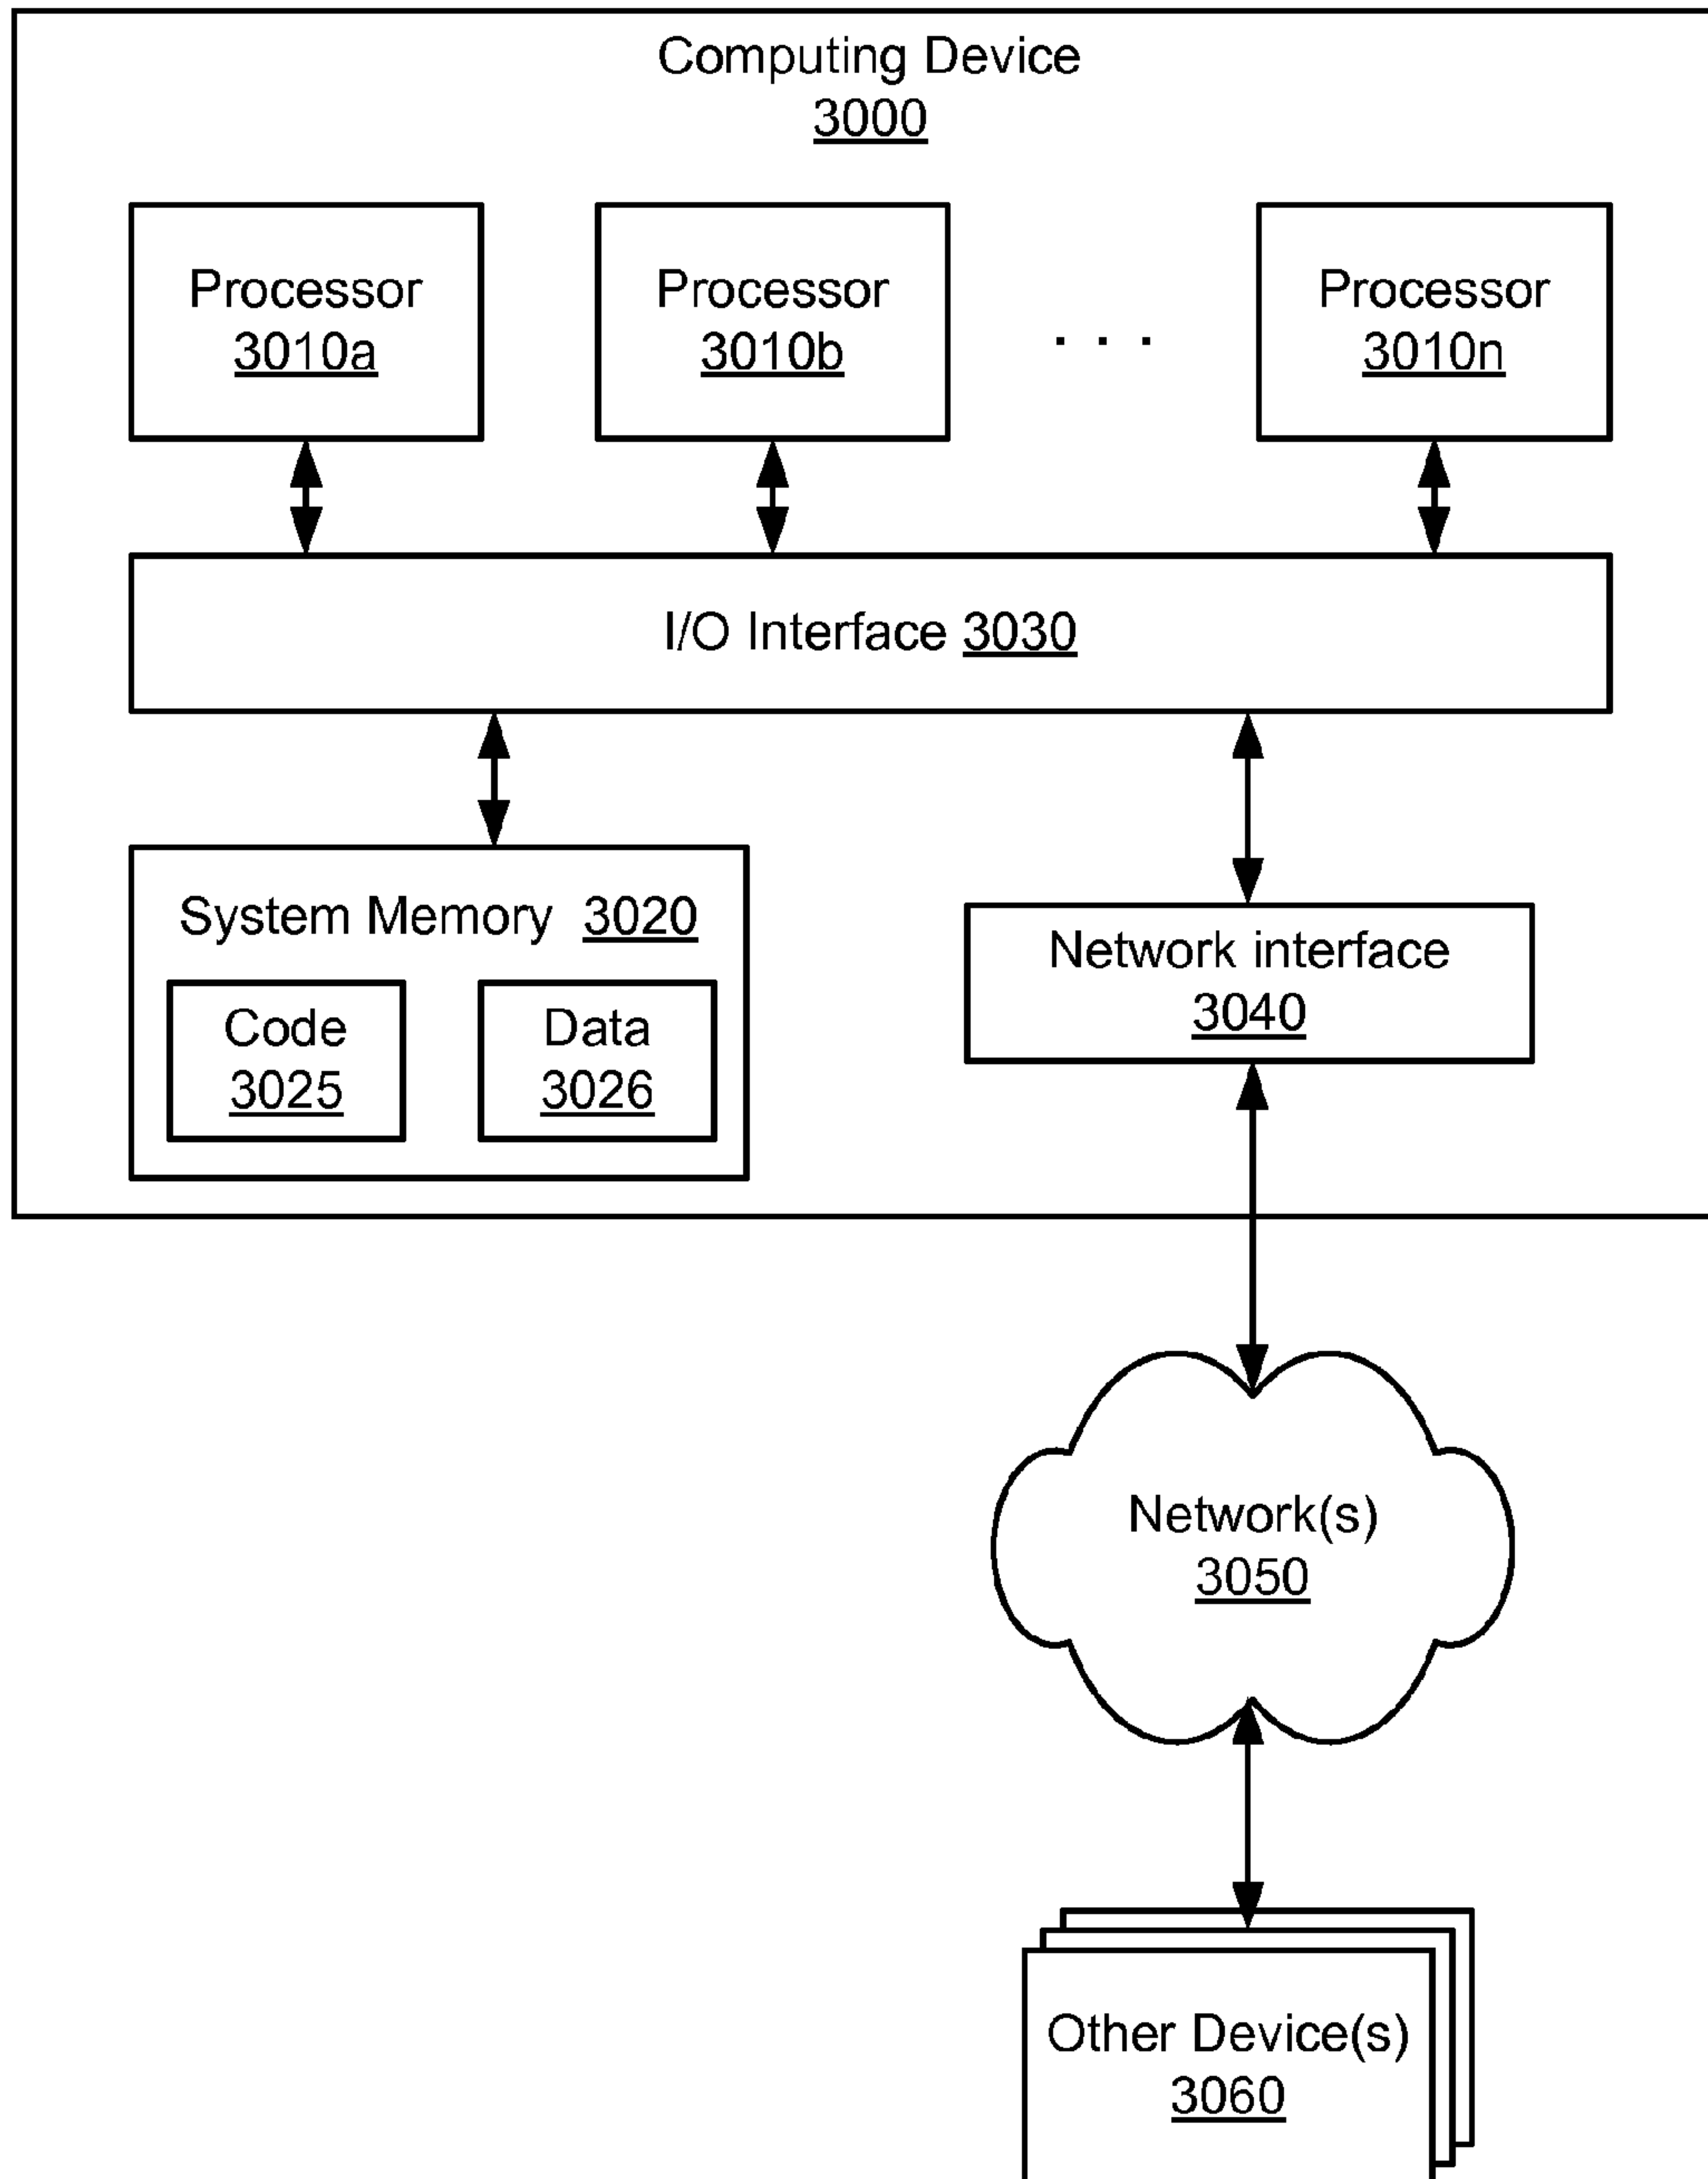 Computing Device
3000
Processor
3010a
Processor
3010b
. . .
Processor
3010n
I/O Interface 3030
System Memory 3020
Code
3025
Data
3026
Network interface
3040
Network(s)
3050
Other Device(s)
3060